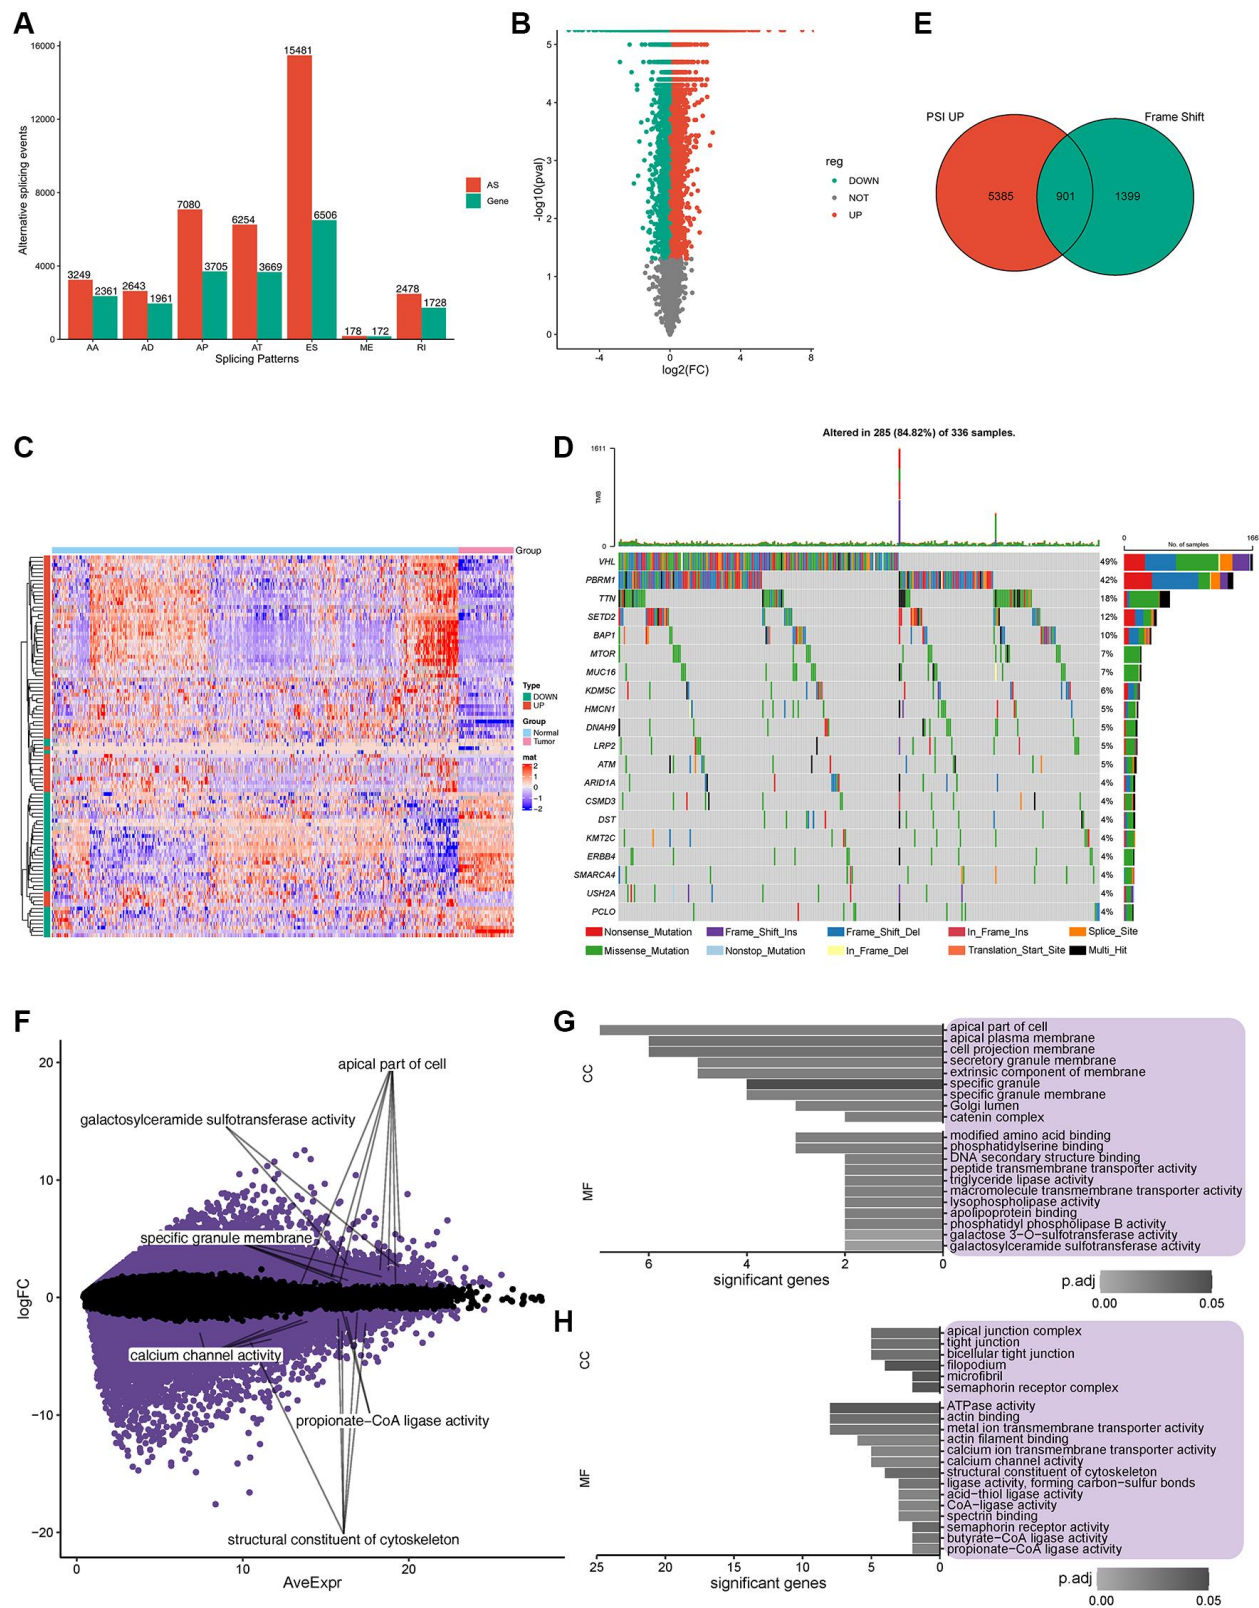 A
16000
12000
8000
4000
0
Alternative splicing events
3249
2361
2643
1961
7080
3705
6254
3669
15481
6506
178
172
2478
1728
AA
AD
AP
AT
ES
ME
RI
Splicing Patterns
AS
Gene
B
5
4
3
2
1
0
-log10(pval)
-4
0
4
8
log2(FC)
reg
DOWN
NOT
UP
E
PSI UP
Frame Shift
5385
901
1399
C
Group
Type
DOWN
UP
Group
Normal
Tumor
mat
2
1
0
−1
−2
D
Altered in 285 (84.82%) of 336 samples.
1611
TMB
0
0
166
No. of samples
VHL 49%
PBRM1 42%
TTN 18%
SETD2 12%
BAP1 10%
MTOR 7%
MUC16 7%
KDM5C 6%
HMCN1 5%
DNAH9 5%
LRP2 5%
ATM 5%
ARID1A 4%
CSMD3 4%
DST 4%
KMT2C 4%
ERBB4 4%
SMARCA4 4%
USH2A 4%
PCLO 4%
Nonsense_Mutation
Frame_Shift_Ins
Frame_Shift_Del
In_Frame_Ins
Splice_Site
Missense_Mutation
Nonstop_Mutation
In_Frame_Del
Translation_Start_Site
Multi_Hit
F
20
10
0
−10
−20
logFC
apical part of cell
galactosylceramide sulfotransferase activity
specific granule membrane
calcium channel activity
propionate−CoA ligase activity
structural constituent of cytoskeleton
0
10
20
AveExpr
G
CC
apical part of cell
apical plasma membrane
cell projection membrane
secretory granule membrane
extrinsic component of membrane
specific granule
specific granule membrane
Golgi lumen
catenin complex
MF
modified amino acid binding
phosphatidylserine binding
DNA secondary structure binding
peptide transmembrane transporter activity
triglyceride lipase activity
macromolecule transmembrane transporter activity
lysophospholipase activity
apolipoprotein binding
phosphatidyl phospholipase B activity
galactose 3−O−sulfotransferase activity
galactosylceramide sulfotransferase activity
6
4
2
0
significant genes
p.adj
0.00
0.05
H
CC
apical junction complex
tight junction
bicellular tight junction
filopodium
microfibril
semaphorin receptor complex
MF
ATPase activity
actin binding
metal ion transmembrane transporter activity
actin filament binding
calcium ion transmembrane transporter activity
calcium channel activity
structural constituent of cytoskeleton
ligase activity, forming carbon−sulfur bonds
acid−thiol ligase activity
CoA−ligase activity
spectrin binding
semaphorin receptor activity
butyrate−CoA ligase activity
propionate−CoA ligase activity
25
20
15
10
5
0
significant genes
p.adj
0.00
0.05